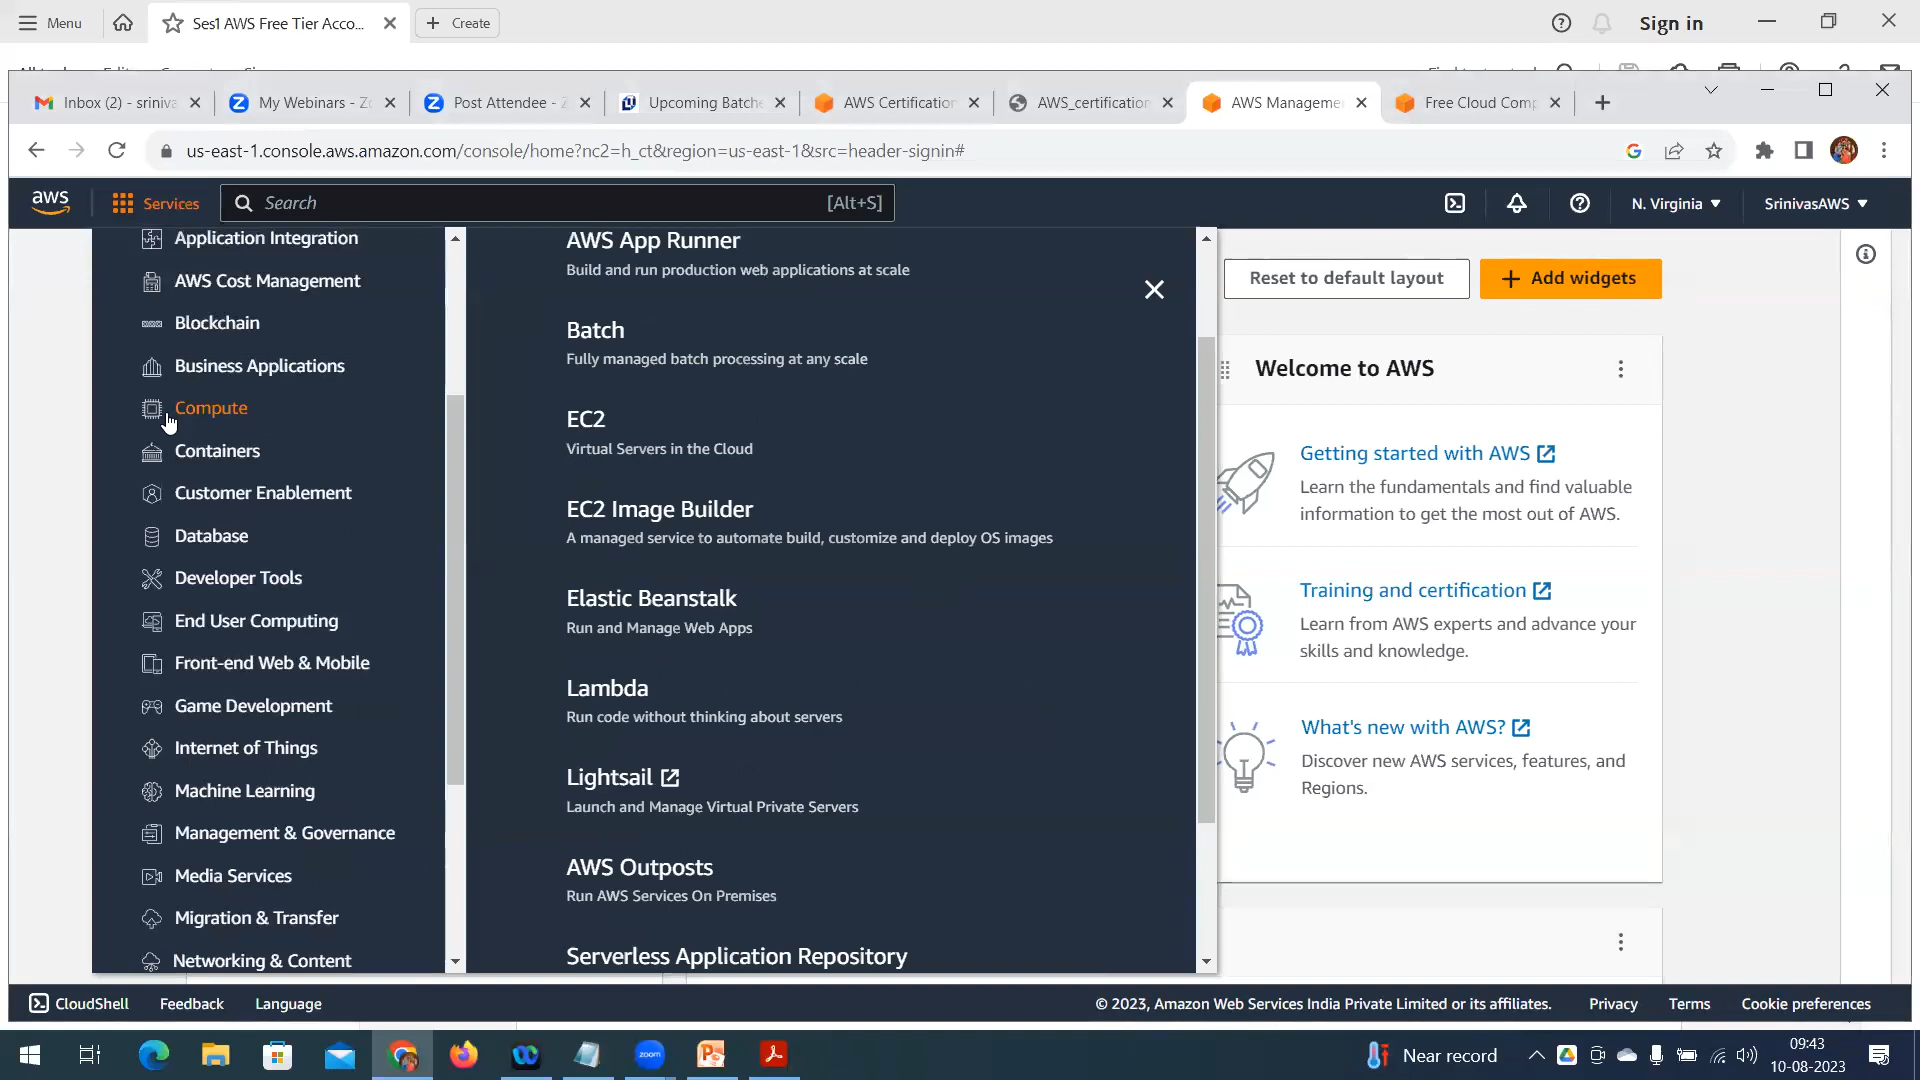 Menu
Ses1 AWS Free Tier Acco...
Create
Sign in
Inbox (2) - sriniva
My Webinars - Zo
Post Attendee - Z
Upcoming Batche
AWS Certification
AWS_certification
AWS Manageme
Free Cloud Comp
us-east-1.console.aws.amazon.com/console/home?nc2=h_ct&region=us-east-1&src=header-signin#
aws
Services
Search
[Alt+S]
N. Virginia
SrinivasAWS
Application Integration
AWS Cost Management
Blockchain
Business Applications
Compute
Containers
Customer Enablement
Database
Developer Tools
End User Computing
Front-end Web & Mobile
Game Development
Internet of Things
Machine Learning
Management & Governance
Media Services
Migration & Transfer
Networking & Content
AWS App Runner
Build and run production web applications at scale
Batch
Fully managed batch processing at any scale
EC2
Virtual Servers in the Cloud
EC2 Image Builder
A managed service to automate build, customize and deploy OS images
Elastic Beanstalk
Run and Manage Web Apps
Lambda
Run code without thinking about servers
Lightsail
Launch and Manage Virtual Private Servers
AWS Outposts
Run AWS Services On Premises
Serverless Application Repository
Reset to default layout
Add widgets
Welcome to AWS
Getting started with AWS
Learn the fundamentals and find valuable
information to get the most out of AWS.
Training and certification
Learn from AWS experts and advance your
skills and knowledge.
What's new with AWS?
Discover new AWS services, features, and
Regions.
CloudShell
Feedback
Language
© 2023, Amazon Web Services India Private Limited or its affiliates.
Privacy
Terms
Cookie preferences
zoom
Near record
09:43
10-08-2023